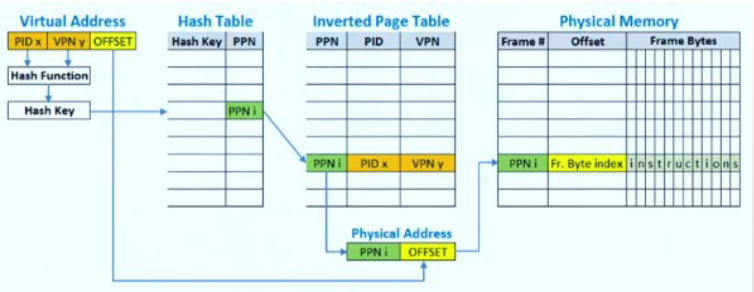 Virtual Address
Hash Table
Inverted Page Table
Physical Memory
PID x VPN y OFFSET
Hash Key PPN
PPN PID VPN
Frame # Offset Frame Bytes
Hash Function
Hash Key
PPN i
PPN i PID x VPN y
PPN i Fr. Byte index i n s t r u c t i o n s
Physical Address
PPN i OFFSET